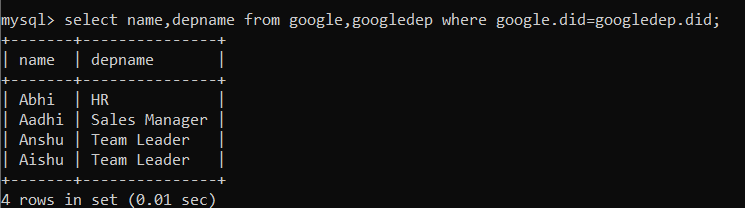 mysql> select name,depname from google,googledep where google.did=googledep.did;
+-------+---------------+
| name  | depname       |
+-------+---------------+
| Abhi  | HR            |
| Aadhi | Sales Manager |
| Anshu | Team Leader   |
| Aishu | Team Leader   |
+-------+---------------+
4 rows in set (0.01 sec)